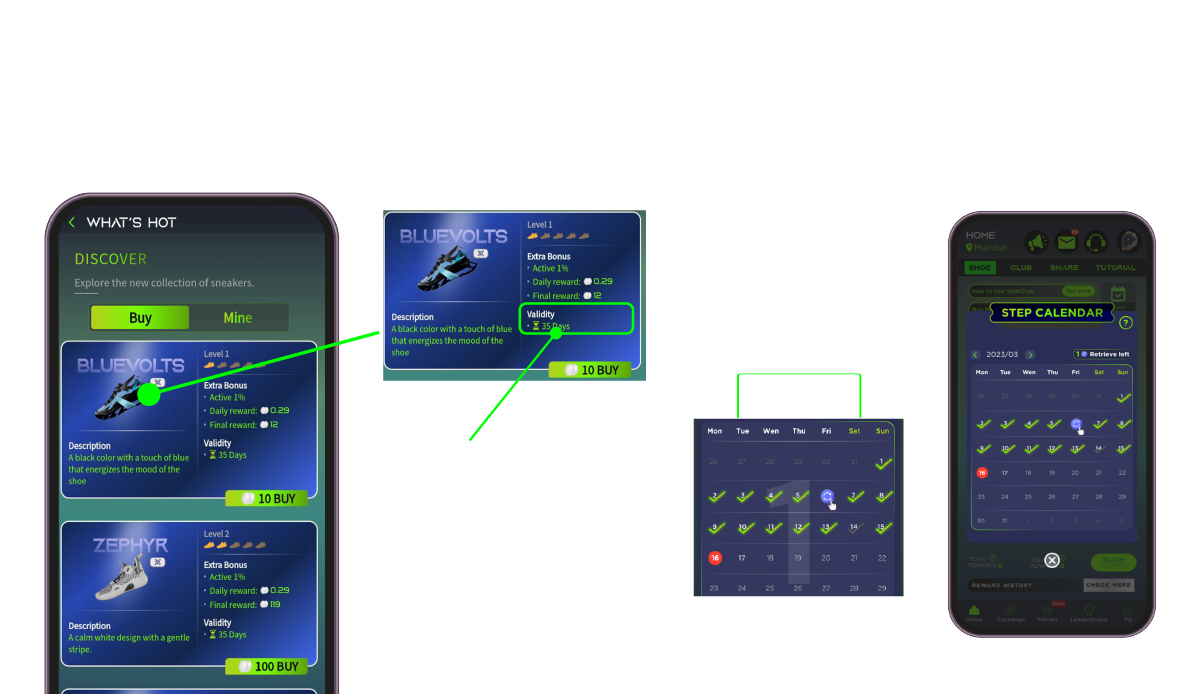 WHAT'S HOT
DISCOVER
Explore the new collection of sneakers.
Buy
Mine
BLUEVOLTS
Level 1
Extra Bonus
• Active 1%
• Daily reward: 0.29
• Final reward: 12
Validity
• 35 Days
Description
A black color with a touch of blue
that energizes the mood of the
shoe
10 BUY
ZEPHYR
Level 2
Extra Bonus
• Active 1%
• Daily reward: 0.29
• Final reward: 119
Validity
• 35 Days
Description
A calm white design with a gentle
stripe.
100 BUY
BLUEVOLTS
Level 1
Extra Bonus
• Active 1%
• Daily reward: 0.29
• Final reward: 12
Validity
• 35 Days
Description
A black color with a touch of blue
that energizes the mood of the
shoe
10 BUY
Mon Tue Wen Thu Fri Sat Sun
26 27 28 29 30 31 1
2 3 4 5 7 8
9 10 11 12 13 14 15
16 17 18 19 20 21 22
23 24 25 26 27 28 29
1
HOME
Mumbai
SHOE CLUB SHARE TUTORIAL
How to Use WalkClub
See more
STEP CALENDAR
?
2023/03
1 Retrieve left
Mon Tue Wen Thu Fri Sat Sun
26 27 28 29 30 31 1
2 3 4 5 7 8
9 10 11 12 13 14 15
16 17 18 19 20 21 22
23 24 25 26 27 28 29
30 31 1 2 3 4 5
TOTAL
REWARDS
CLAIM
REWARD HISTORY
CHECK HERE
New
Home Exchange Market Leaderboard My